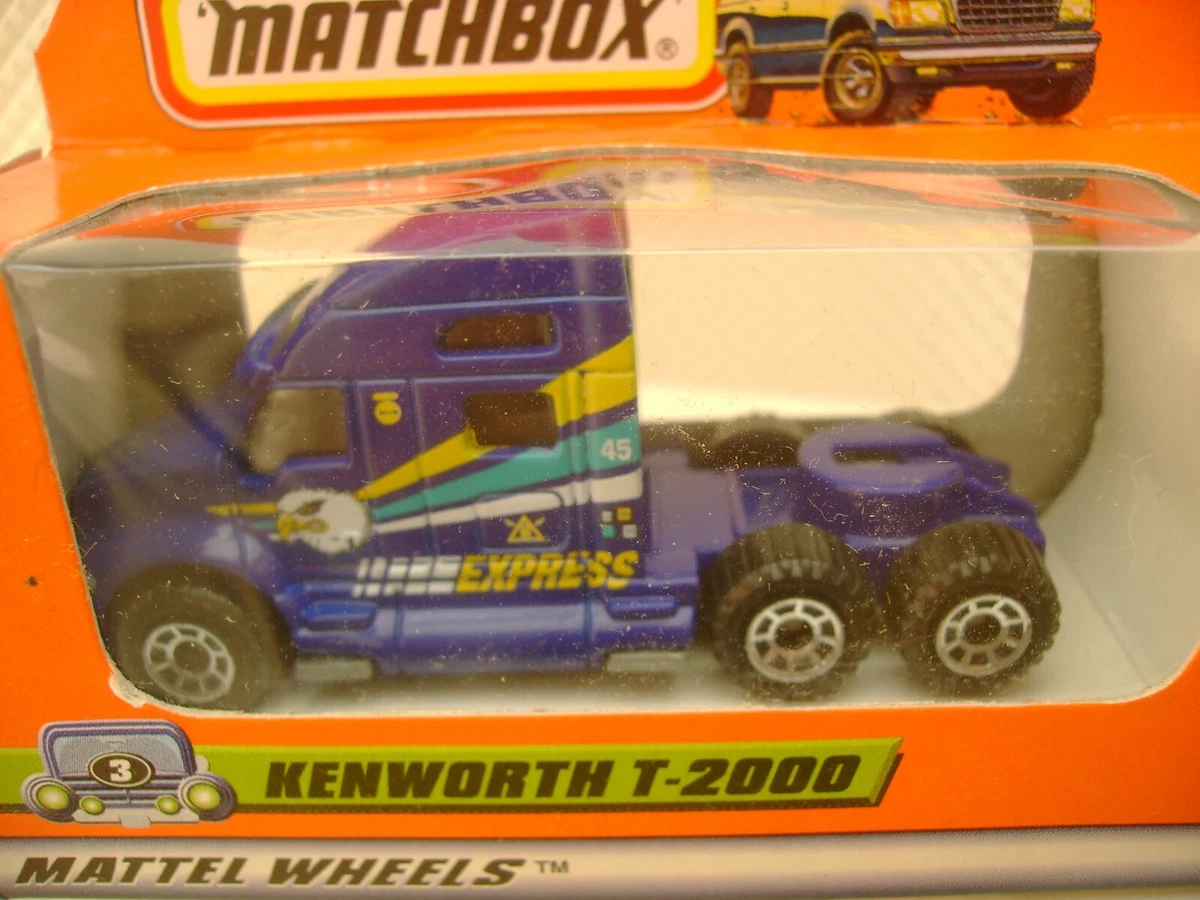 MATCHBOX®
45
EXPRESS
3
KENWORTH T-2000
MATTEL WHEELS™